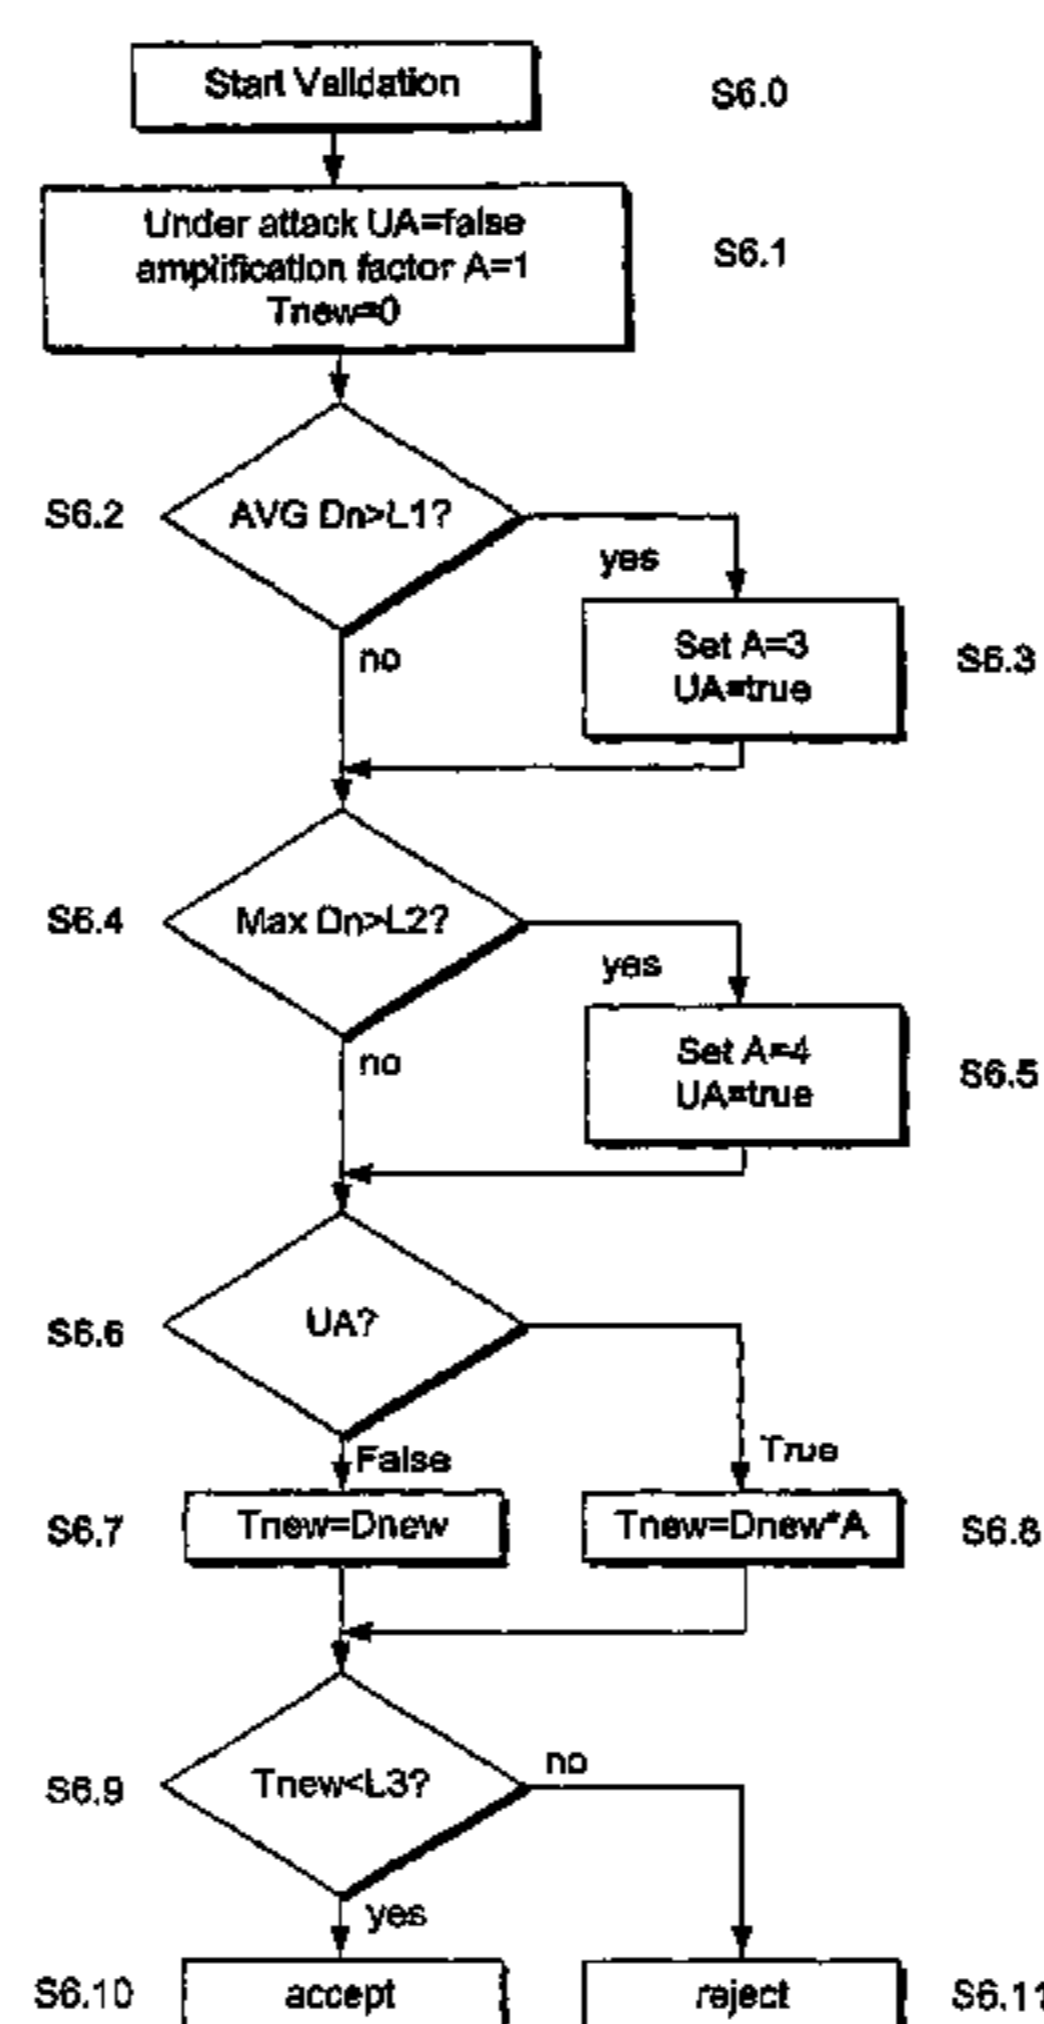 Start Validation
S6.0
Under attack UA=false
amplification factor A=1
Tnew=0
S6.1
S6.2
AVG Dn>L1?
yes
no
Set A=3
UA=true
S6.3
S6.4
Max Dn>L2?
yes
no
Set A=4
UA=true
S6.5
S6.6
UA?
False
True
S6.7
Tnew=Dnew
Tnew=Dnew*A
S6.8
S6.9
Tnew<L3?
no
yes
S6.10
accept
reject
S6.11